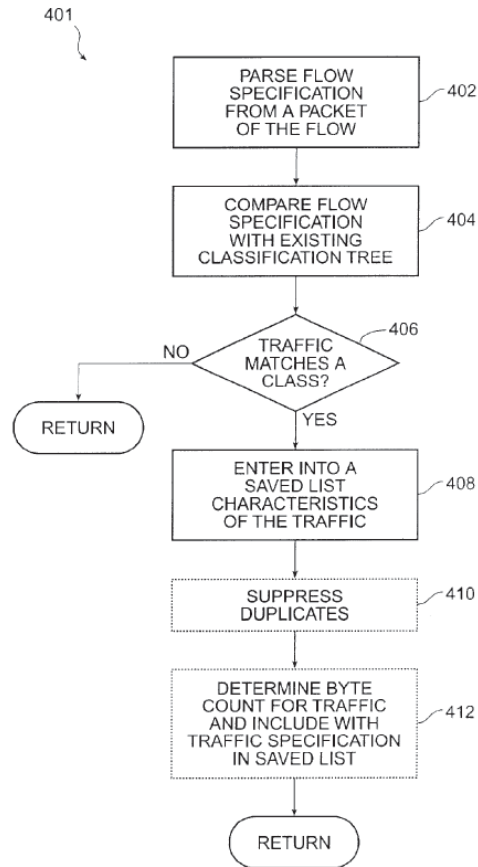 401
PARSE FLOW
SPECIFICATION
FROM A PACKET
OF THE FLOW
402
COMPARE FLOW
SPECIFICATION
WITH EXISTING
CLASSIFICATION TREE
404
TRAFFIC
MATCHES A
CLASS?
406
NO
RETURN
YES
ENTER INTO A
SAVED LIST
CHARACTERISTICS
OF THE TRAFFIC
408
SUPPRESS
DUPLICATES
410
DETERMINE BYTE
COUNT FOR TRAFFIC
AND INCLUDE WITH
TRAFFIC SPECIFICATION
IN SAVED LIST
412
RETURN